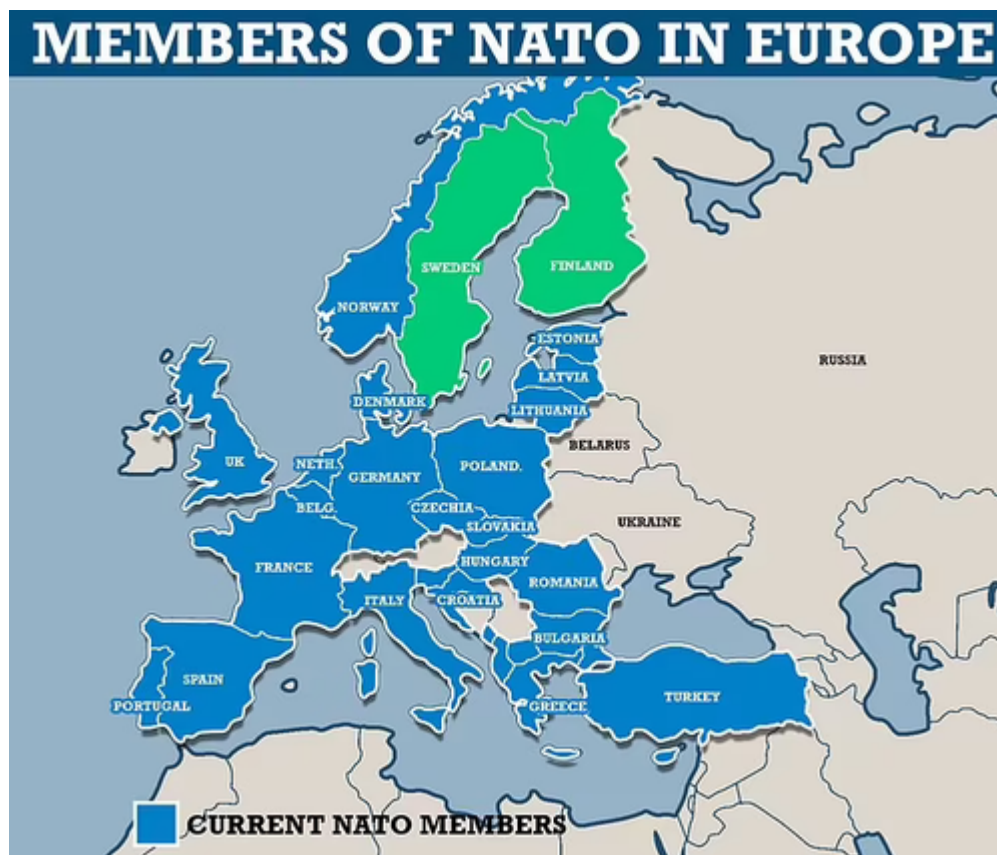 MEMBERS OF NATO IN EUROPE
SWEDEN
FINLAND
NORWAY
ESTONIA
RUSSIA
LATVIA
DENMARK
LITHUANIA
BELARUS
UK
NETH.
POLAND.
GERMANY
BELG.
CZECHIA
SLOVAKIA
UKRAINE
HUNGARY
FRANCE
ROMANIA
ITALY
CROATIA
BULGARIA
SPAIN
TURKEY
PORTUGAL
GREECE
CURRENT NATO MEMBERS